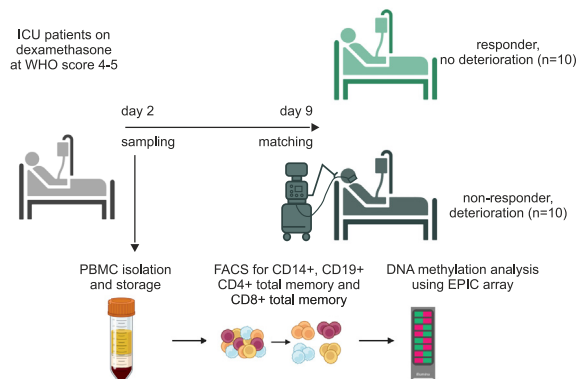 ICU patients on
dexamethasone
at WHO score 4-5
responder,
no deterioration (n=10)
day 2
day 9
sampling
matching
non-responder,
deterioration (n=10)
PBMC isolation
and storage
FACS for CD14+, CD19+
CD4+ total memory and
CD8+ total memory
DNA methylation analysis
using EPIC array